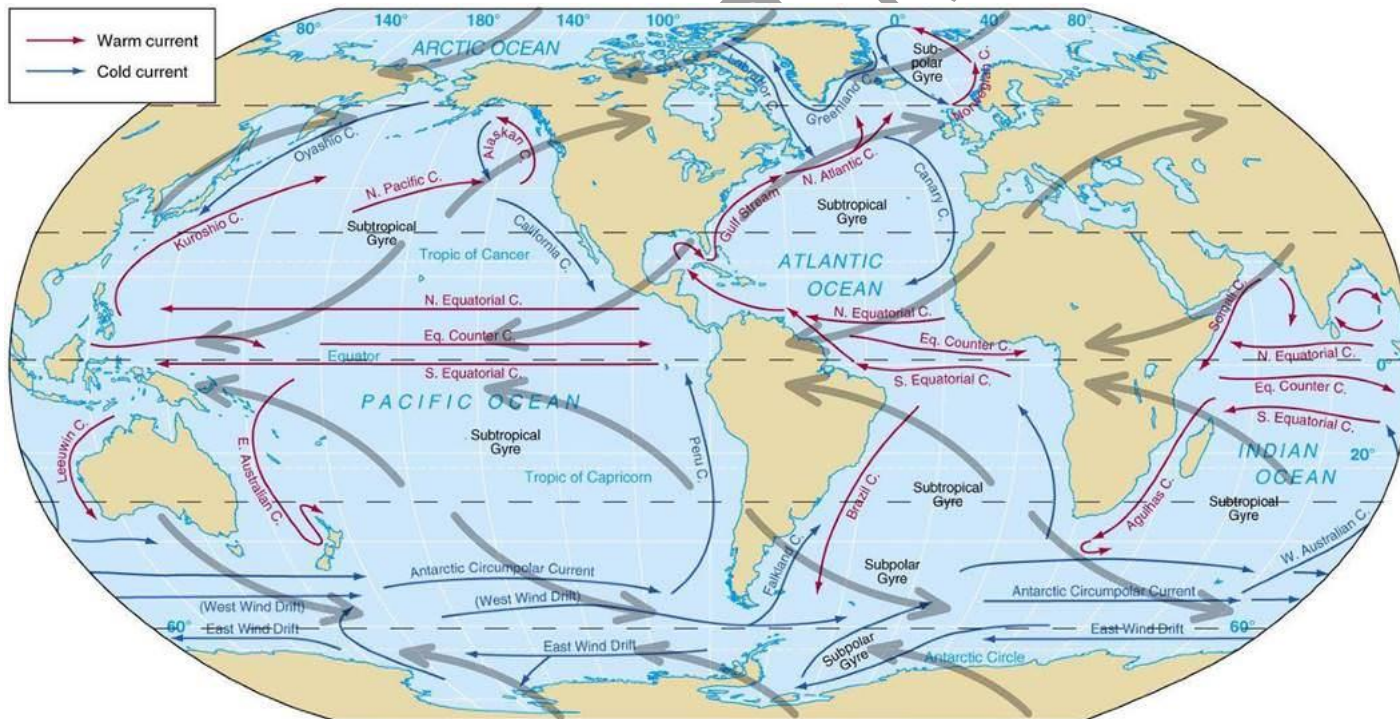 Warm current
Cold current
80°
140°
180°
140°
100°
0°
40°
80°
ARCTIC OCEAN
Sub-
polar
Gyre
Labrador C.
Greenland C.
Norwegian C.
Oyashio C.
Alaskan C.
N. Pacific C.
N. Atlantic C.
Canary C.
Gulf Stream
Kuroshio C.
California C.
Subtropical
Gyre
Subtropical
Gyre
Tropic of Cancer
ATLANTIC
OCEAN
Somali C.
N. Equatorial C.
N. Equatorial C.
Eq. Counter C.
Eq. Counter C.
N. Equatorial C.
Equator
0°
S. Equatorial C.
S. Equatorial C.
Eq. Counter C.
PACIFIC OCEAN
S. Equatorial C.
Leeuwin C.
E. Australian C.
Subtropical
Gyre
Peru C.
INDIAN
OCEAN
20°
Tropic of Capricorn
Brazil C.
Subtropical
Gyre
Agulhas C.
Subtropical
Gyre
W. Australian C.
Falkland C.
Antarctic Circumpolar Current
Subpolar
Gyre
Antarctic Circumpolar Current
(West Wind Drift)
(West Wind Drift)
60°
East Wind Drift
East Wind Drift
Subpolar
Gyre
East Wind Drift
60°
Antarctic Circle